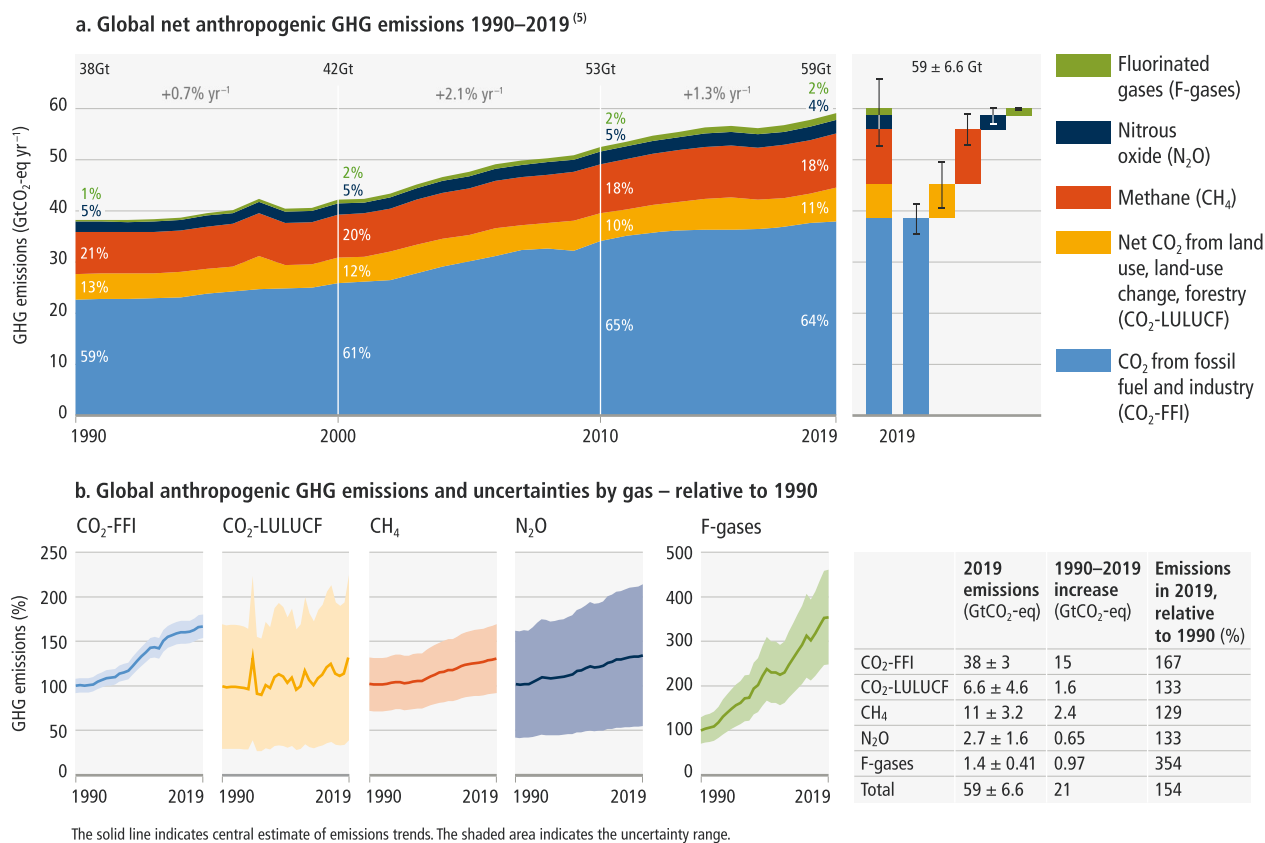 a. Global net anthropogenic GHG emissions 1990–2019 (5)
38Gt
42Gt
53Gt
59Gt
+0.7% yr⁻¹
+2.1% yr⁻¹
+1.3% yr⁻¹
GHG emissions (GtCO₂-eq yr⁻¹)
60
50
40
30
20
10
0
1%
5%
21%
13%
59%
2%
5%
20%
12%
61%
2%
5%
18%
10%
65%
2%
4%
18%
11%
64%
1990
2000
2010
2019
59 ± 6.6 Gt
2019
Fluorinated
gases (F-gases)
Nitrous
oxide (N₂O)
Methane (CH₄)
Net CO₂ from land
use, land-use
change, forestry
(CO₂-LULUCF)
CO₂ from fossil
fuel and industry
(CO₂-FFI)
b. Global anthropogenic GHG emissions and uncertainties by gas – relative to 1990
GHG emissions (%)
CO₂-FFI
250
200
150
100
50
0
1990 2019
CO₂-LULUCF
1990 2019
CH₄
1990 2019
N₂O
1990 2019
F-gases
500
400
300
200
100
0
1990 2019
2019
emissions
(GtCO₂-eq)
1990–2019
increase
(GtCO₂-eq)
Emissions
in 2019,
relative
to 1990 (%)
CO₂-FFI 38 ± 3 15 167
CO₂-LULUCF 6.6 ± 4.6 1.6 133
CH₄ 11 ± 3.2 2.4 129
N₂O 2.7 ± 1.6 0.65 133
F-gases 1.4 ± 0.41 0.97 354
Total 59 ± 6.6 21 154
The solid line indicates central estimate of emissions trends. The shaded area indicates the uncertainty range.